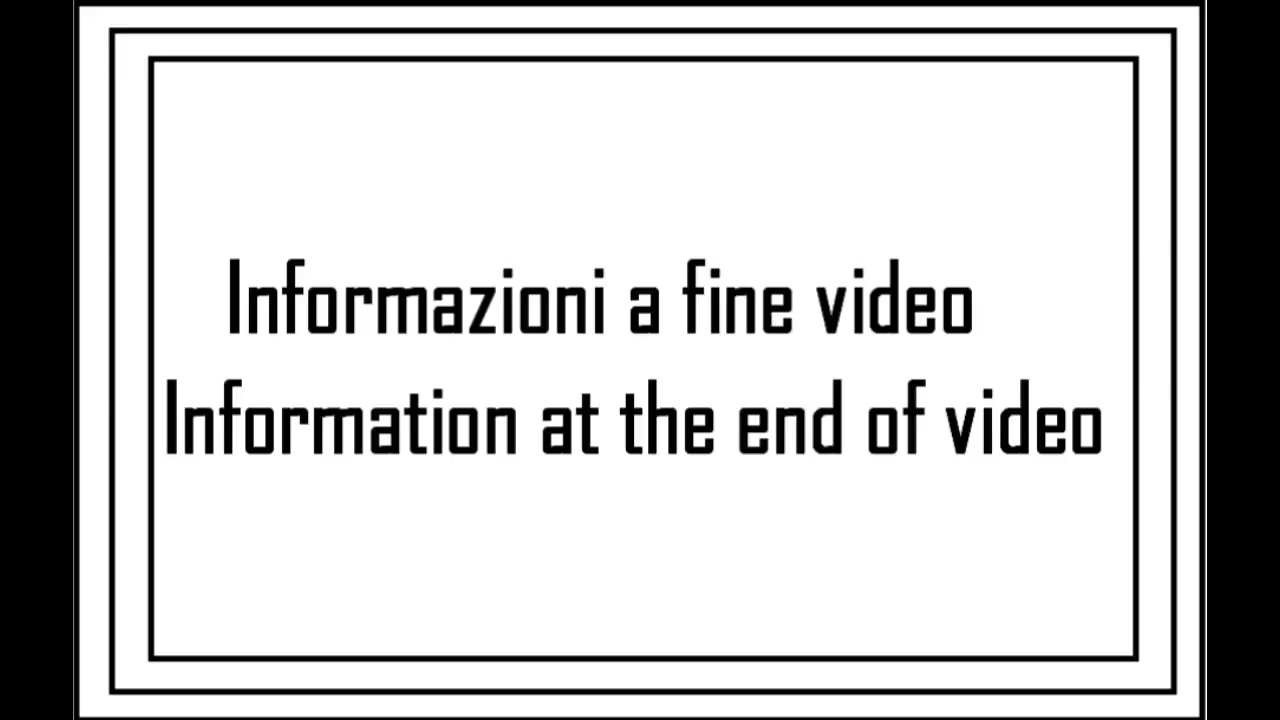 Informazioni a fine video
Information at the end of video